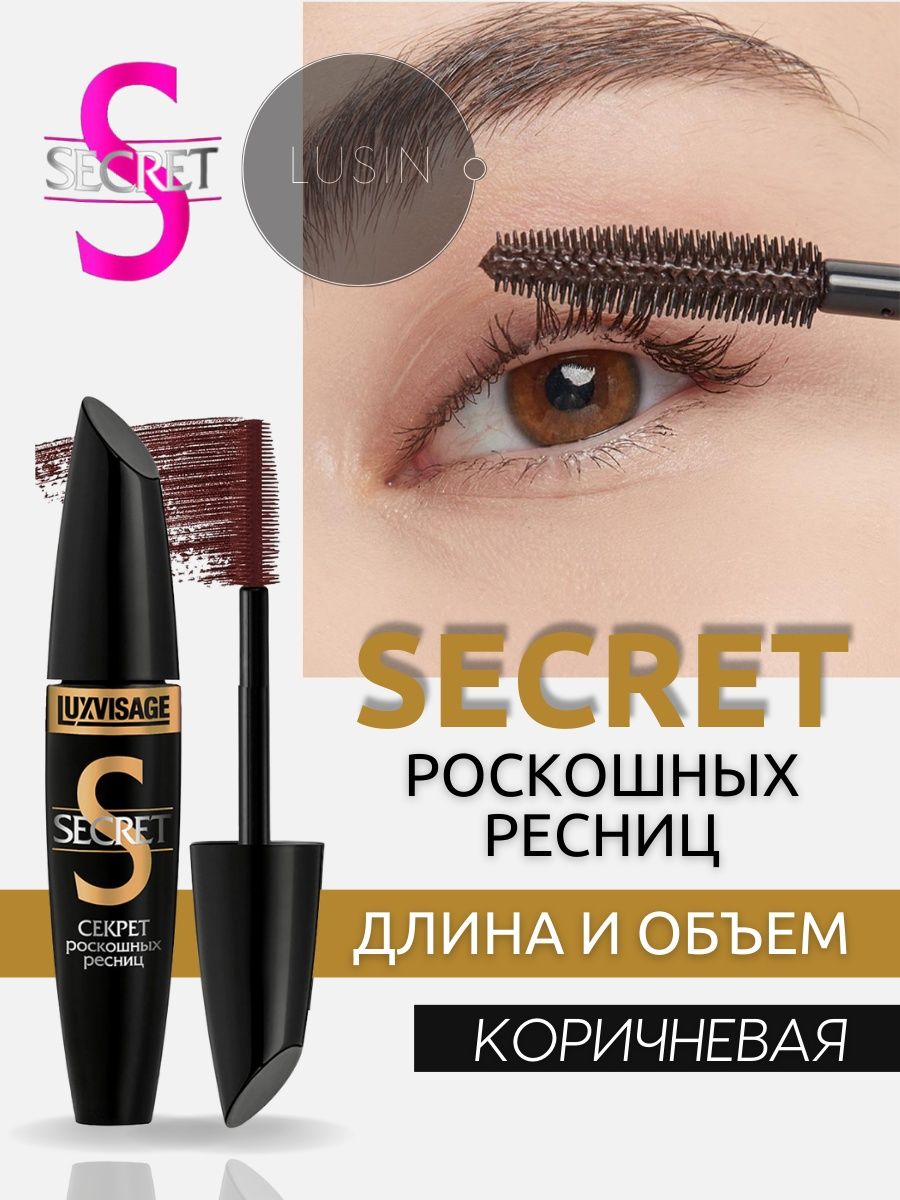 SECRET
S
LUSIN
LUXVISAGE
SECRET
S
СЕКРЕТ
роскошных
ресниц
SECRET
РОСКОШНЫХ
РЕСНИЦ
ДЛИНА И ОБЪЕМ
КОРИЧНЕВАЯ